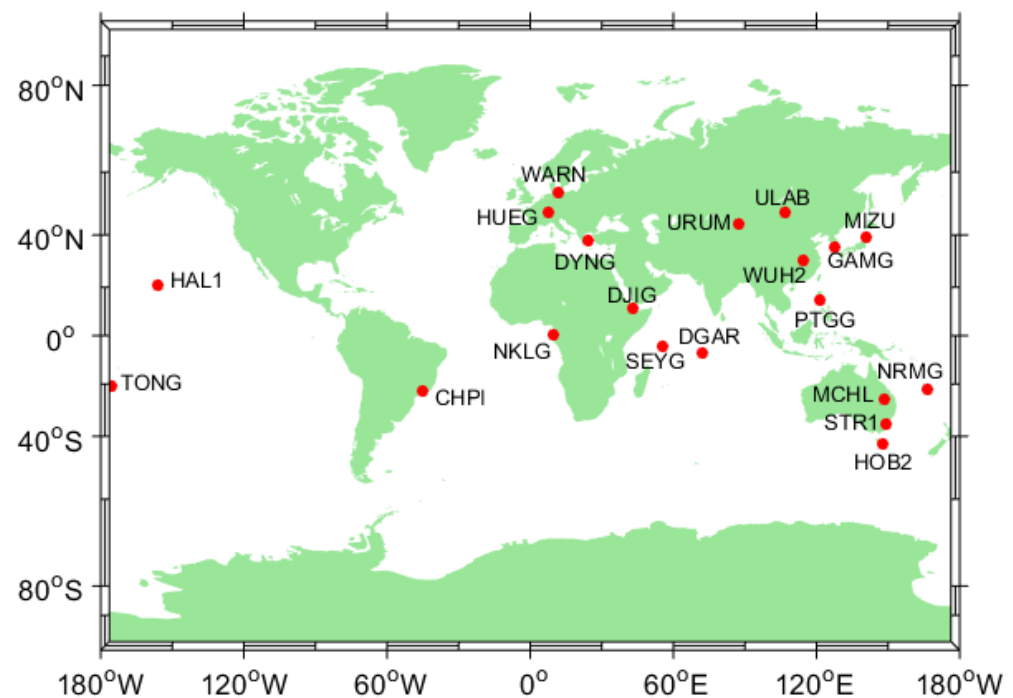 80°N
WARN
ULAB
HUEG
URUM
MIZU
40°N
DYNG
GAMG
WUH2
HAL1
DJIG
PTGG
0°
NKLG
DGAR
SEYG
NRMG
TONG
CHPI
MCHL
STR1
40°S
HOB2
80°S
180°W 120°W 60°W 0° 60°E 120°E 180°W